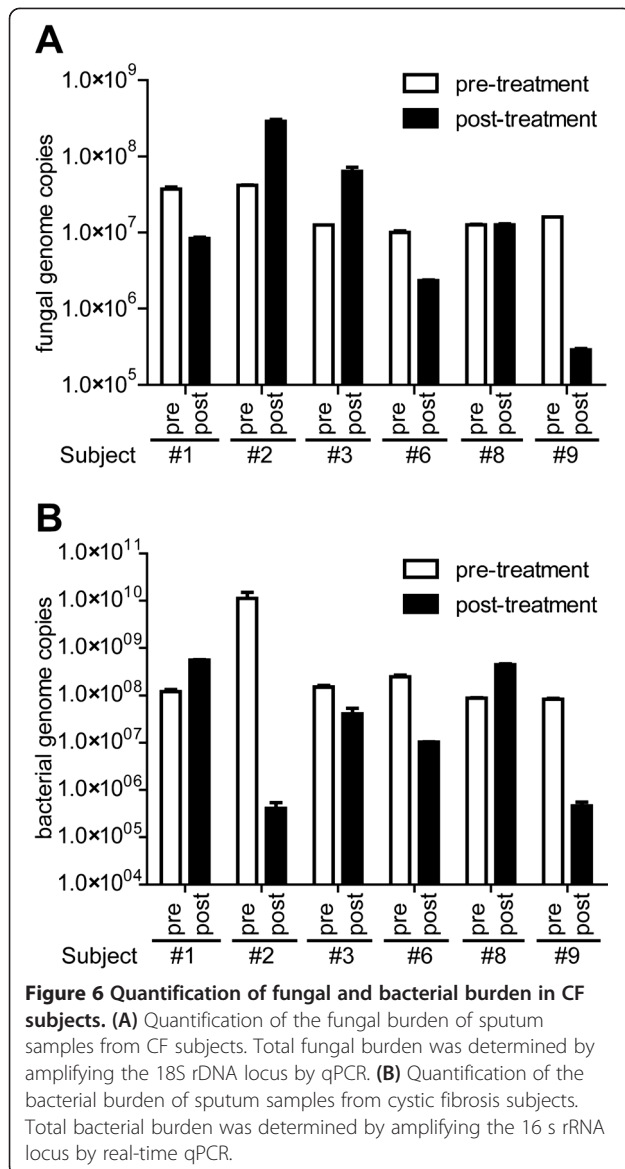 A
1.0×10⁹
1.0×10⁸
1.0×10⁷
1.0×10⁶
1.0×10⁵
fungal genome copies
pre-treatment
post-treatment
pre post pre post pre post pre post pre post pre post
Subject #1 #2 #3 #6 #8 #9
B
1.0×10¹¹
1.0×10¹⁰
1.0×10⁰⁹
1.0×10⁰⁸
1.0×10⁰⁷
1.0×10⁰⁶
1.0×10⁰⁵
1.0×10⁰⁴
bacterial genome copies
pre-treatment
post-treatment
pre post pre post pre post pre post pre post pre post
Subject #1 #2 #3 #6 #8 #9
Figure 6 Quantification of fungal and bacterial burden in CF
subjects. (A) Quantification of the fungal burden of sputum
samples from CF subjects. Total fungal burden was determined by
amplifying the 18S rDNA locus by qPCR. (B) Quantification of the
bacterial burden of sputum samples from cystic fibrosis subjects.
Total bacterial burden was determined by amplifying the 16 s rRNA
locus by real-time qPCR.